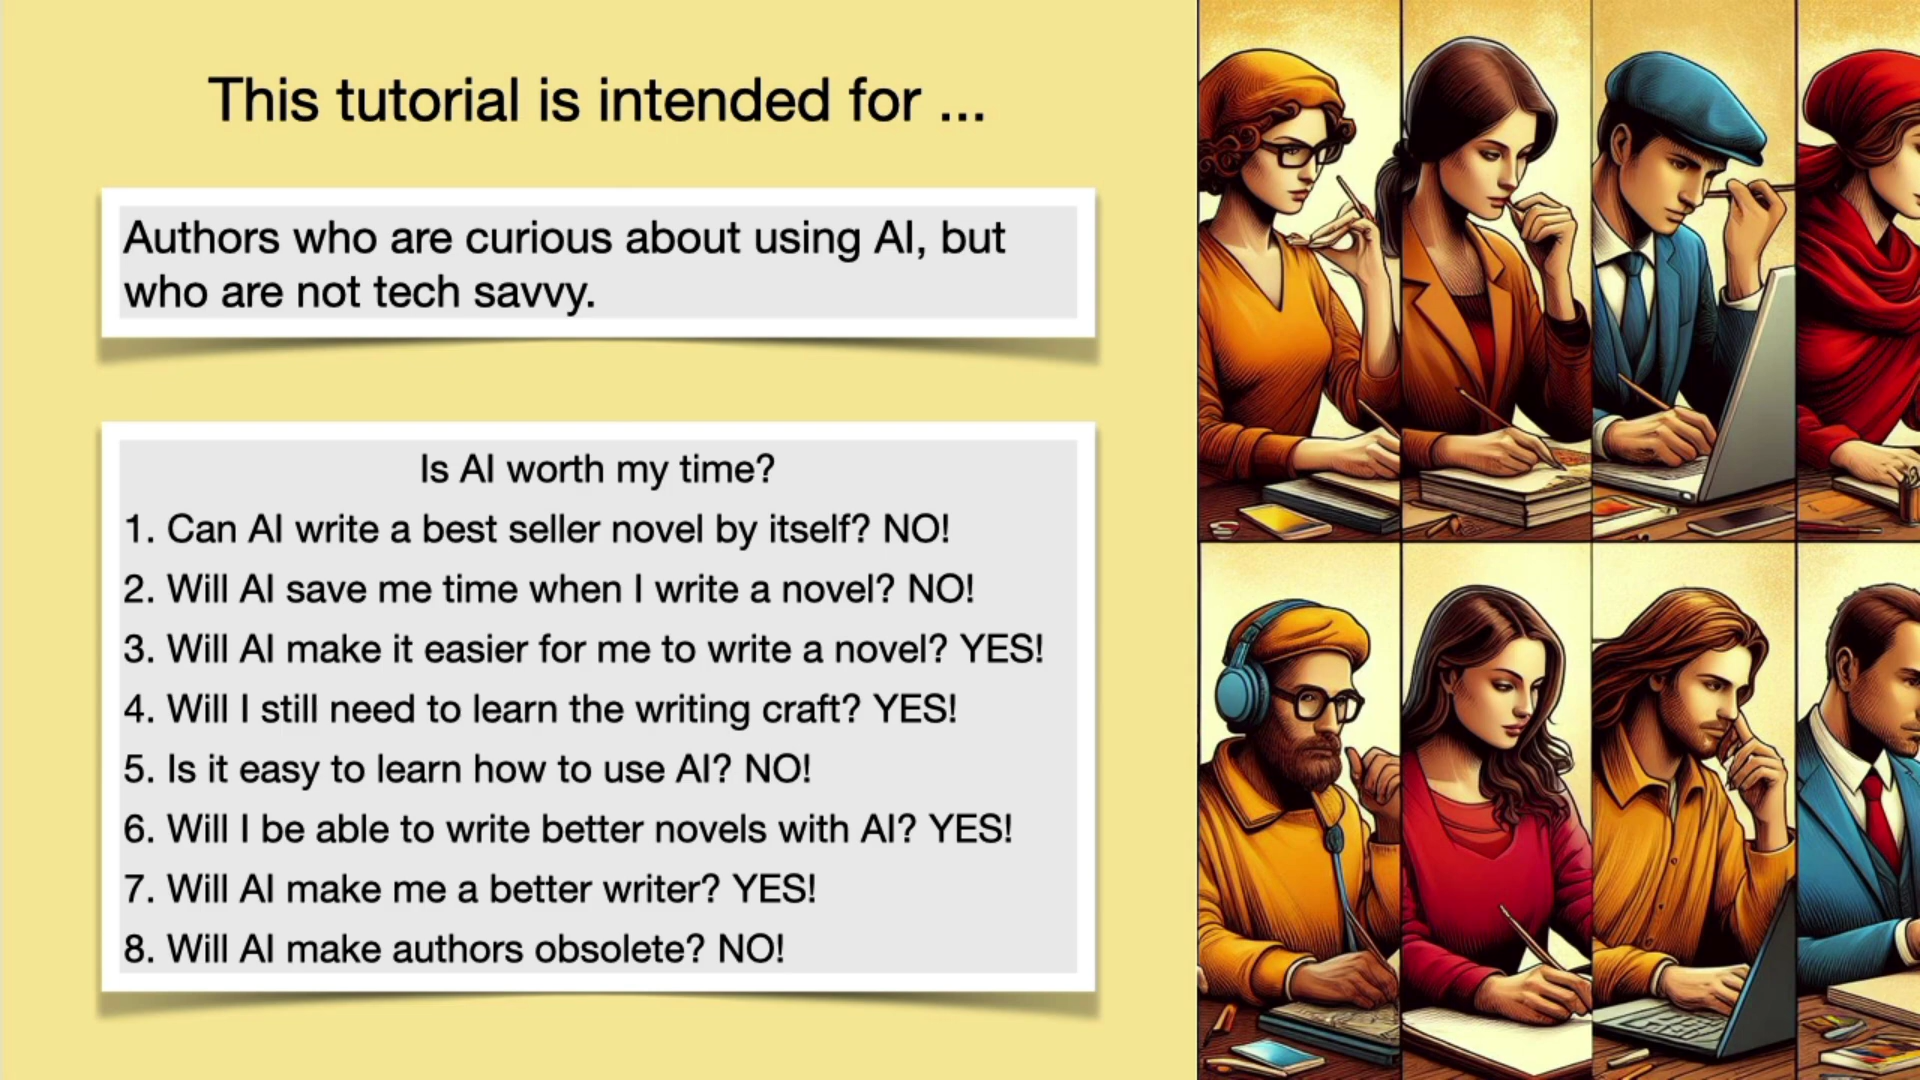 This tutorial is intended for ...
Authors who are curious about using AI, but
who are not tech savvy.
Is AI worth my time?
1. Can AI write a best seller novel by itself? NO!
2. Will AI save me time when I write a novel? NO!
3. Will AI make it easier for me to write a novel? YES!
4. Will I still need to learn the writing craft? YES!
5. Is it easy to learn how to use AI? NO!
6. Will I be able to write better novels with AI? YES!
7. Will AI make me a better writer? YES!
8. Will AI make authors obsolete? NO!